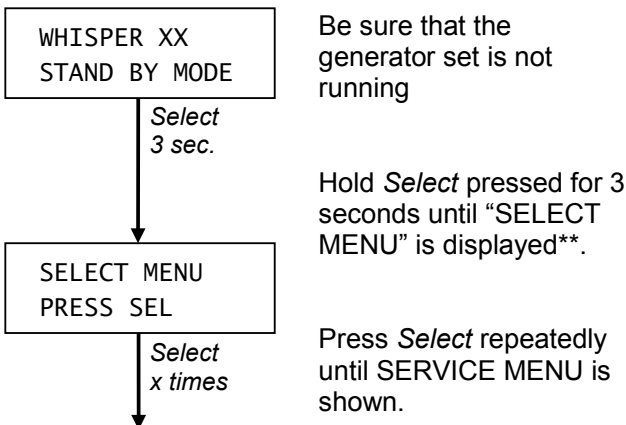 WHISPER XX
STAND BY MODE
Be sure that the
generator set is not
running
Select
3 sec.
Hold Select pressed for 3
seconds until “SELECT
MENU” is displayed**.
SELECT MENU
PRESS SEL
Select
x times
Press Select repeatedly
until SERVICE MENU is
shown.